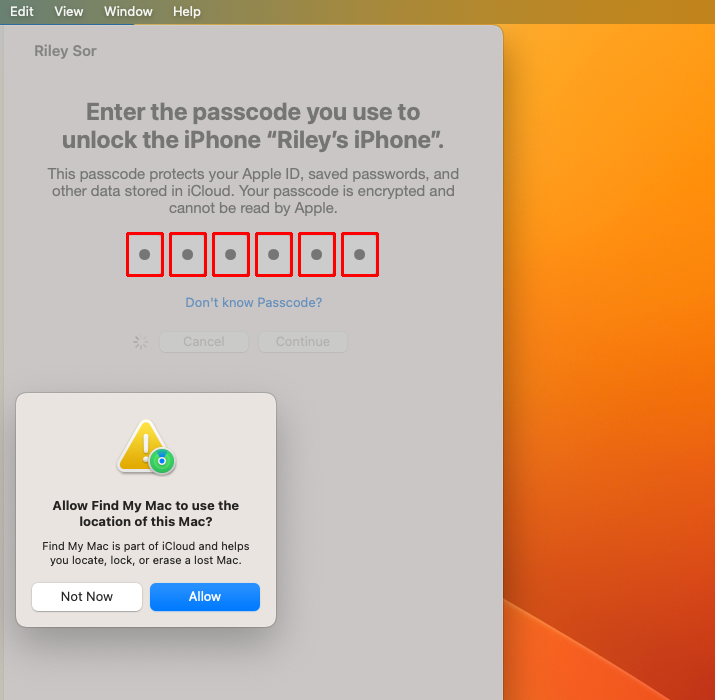 Edit View Window Help
Riley Sor
Enter the passcode you use to
unlock the iPhone “Riley’s iPhone”.
This passcode protects your Apple ID, saved passwords, and
other data stored in iCloud. Your passcode is encrypted and
cannot be read by Apple.
Don't know Passcode?
Cancel Continue
Allow Find My Mac to use the
location of this Mac?
Find My Mac is part of iCloud and helps
you locate, lock, or erase a lost Mac.
Not Now Allow